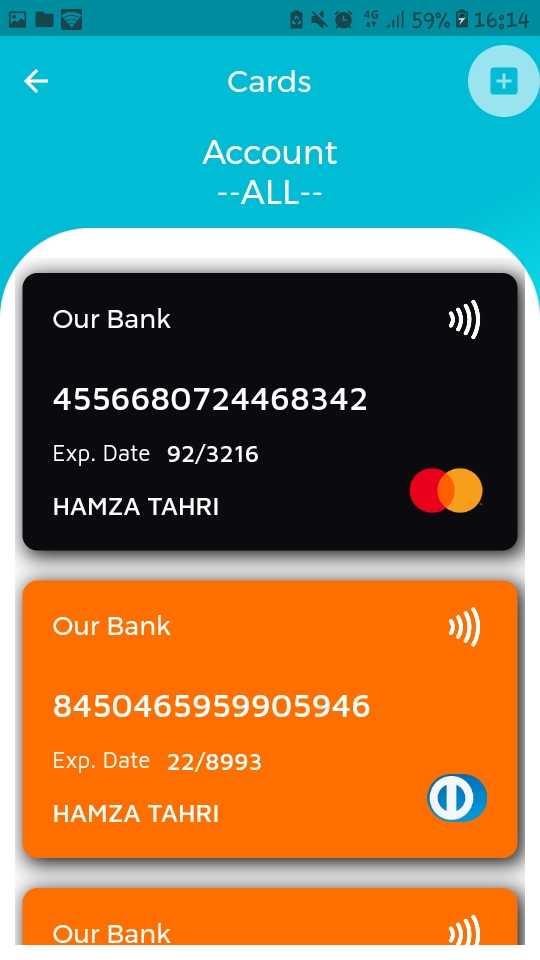 4G 59% 16:14
Cards
Account
--ALL--
Our Bank
4556680724468342
Exp. Date 92/3216
HAMZA TAHRI
Our Bank
8450465959905946
Exp. Date 22/8993
HAMZA TAHRI
Our Bank